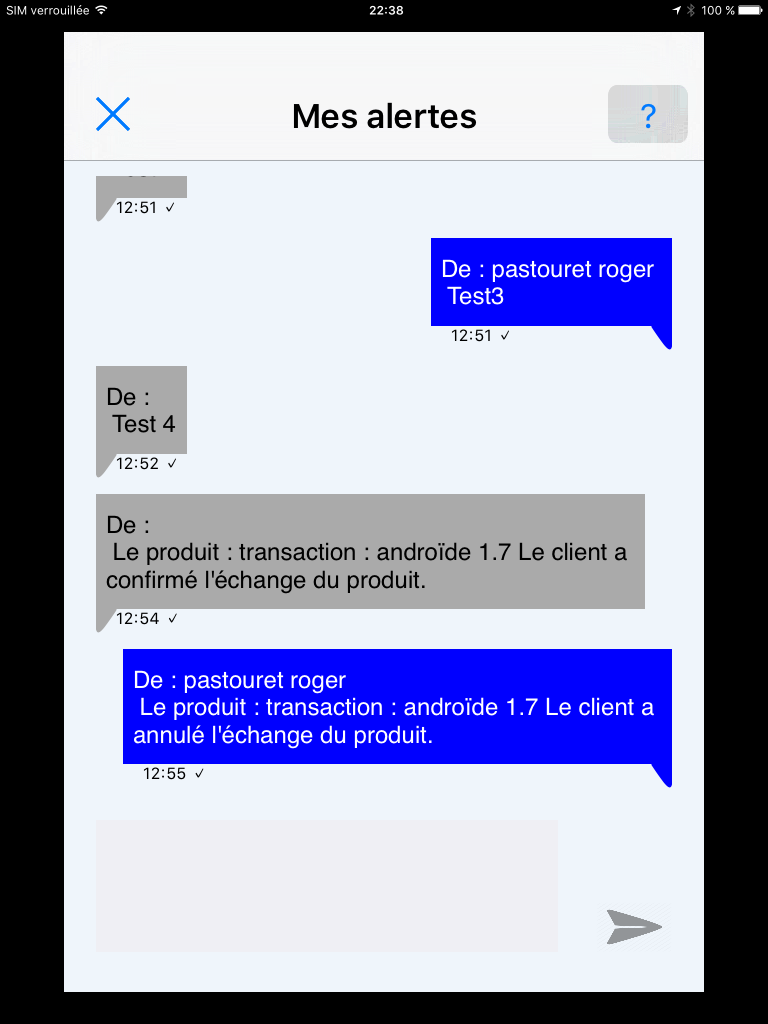 SIM verrouillée 22:38 100 %
Mes alertes ?
12:51 ✓
De : pastouret roger
Test3
12:51 ✓
De :
Test 4
12:52 ✓
De :
Le produit : transaction : androïde 1.7 Le client a
confirmé l'échange du produit.
12:54 ✓
De : pastouret roger
Le produit : transaction : androïde 1.7 Le client a
annulé l'échange du produit.
12:55 ✓